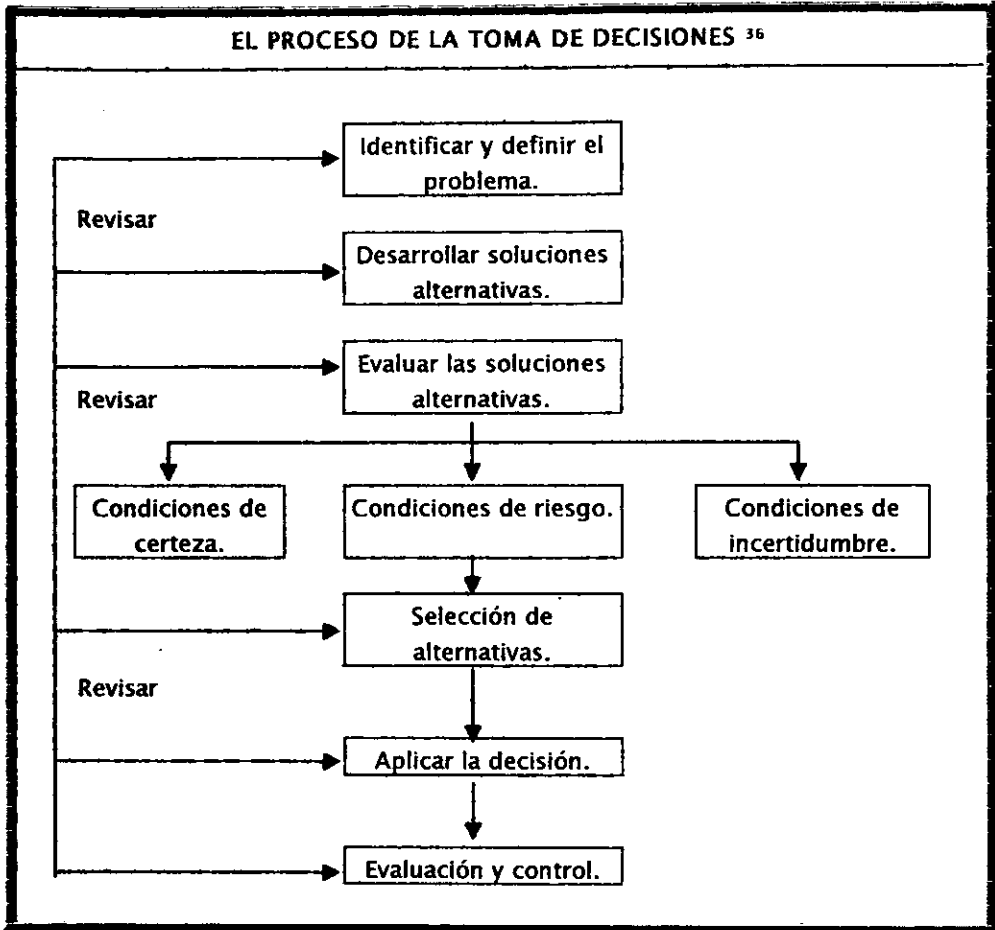 EL PROCESO DE LA TOMA DE DECISIONES 36
Identificar y definir el
problema.
Revisar
Desarrollar soluciones
alternativas.
Evaluar las soluciones
alternativas.
Revisar
Condiciones de
certeza.
Condiciones de riesgo.
Condiciones de
incertidumbre.
Selección de
alternativas.
Revisar
Aplicar la decisión.
Evaluación y control.